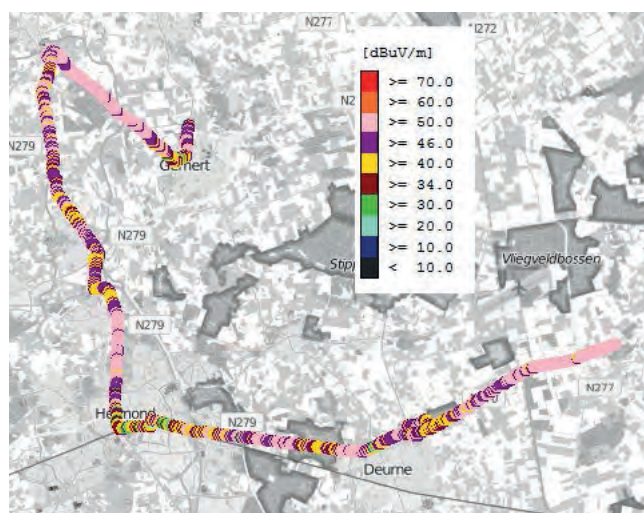 N277
N272
[dBuV/m]
>= 70.0
>= 60.0
>= 50.0
>= 46.0
>= 40.0
>= 34.0
>= 30.0
>= 20.0
>= 10.0
< 10.0
N279
N279
Vliegveldbossen
N279
N277
N279
Deurne